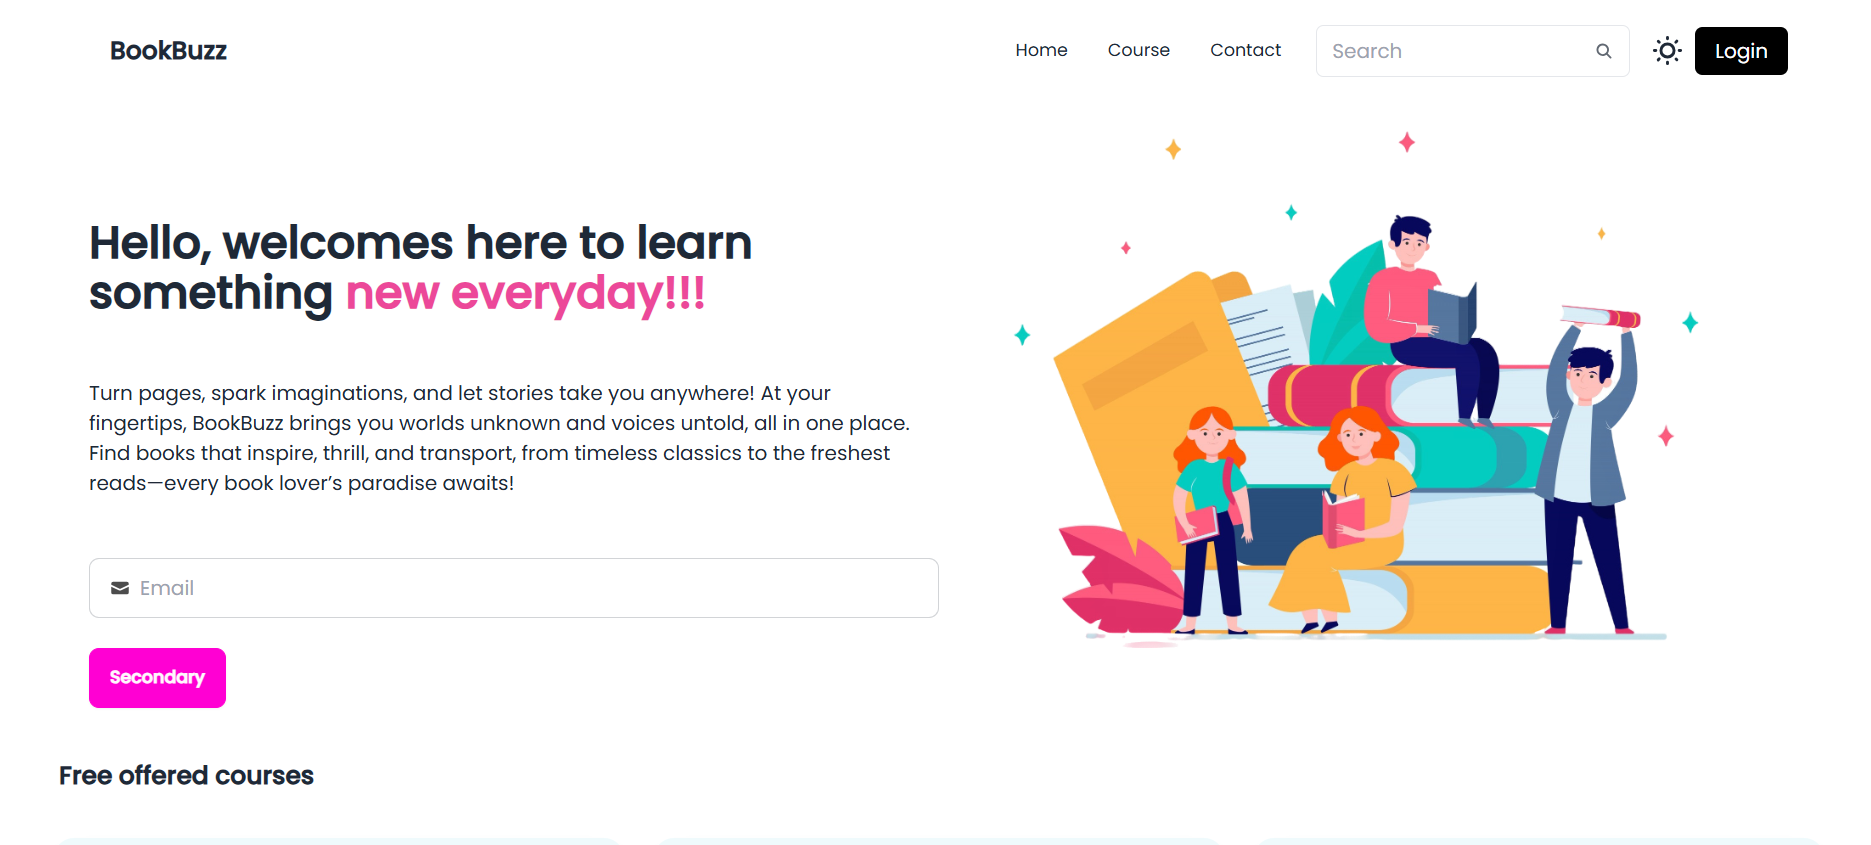 BookBuzz
Home
Course
Contact
Search
Login
Hello, welcomes here to learn
something new everyday!!!
Turn pages, spark imaginations, and let stories take you anywhere! At your
fingertips, BookBuzz brings you worlds unknown and voices untold, all in one place.
Find books that inspire, thrill, and transport, from timeless classics to the freshest
reads—every book lover’s paradise awaits!
Email
Secondary
Free offered courses